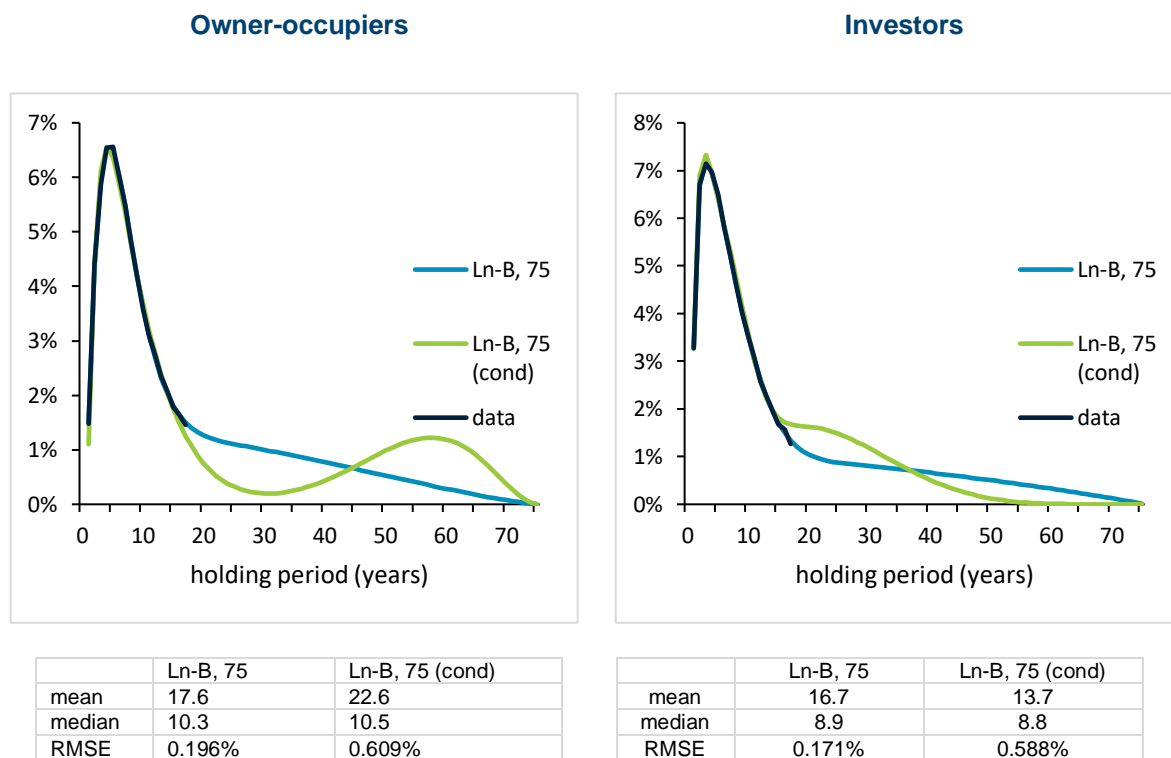 Owner-occupiers
7%
6%
5%
4%
3%
2%
1%
0%
0 10 20 30 40 50 60 70
holding period (years)
Ln-B, 75
Ln-B, 75
(cond)
data
Ln-B, 75 Ln-B, 75 (cond)
mean 17.6 22.6
median 10.3 10.5
RMSE 0.196% 0.609%
Investors
8%
7%
6%
5%
4%
3%
2%
1%
0%
0 10 20 30 40 50 60 70
holding period (years)
Ln-B, 75
Ln-B, 75
(cond)
data
Ln-B, 75 Ln-B, 75 (cond)
mean 16.7 13.7
median 8.9 8.8
RMSE 0.171% 0.588%